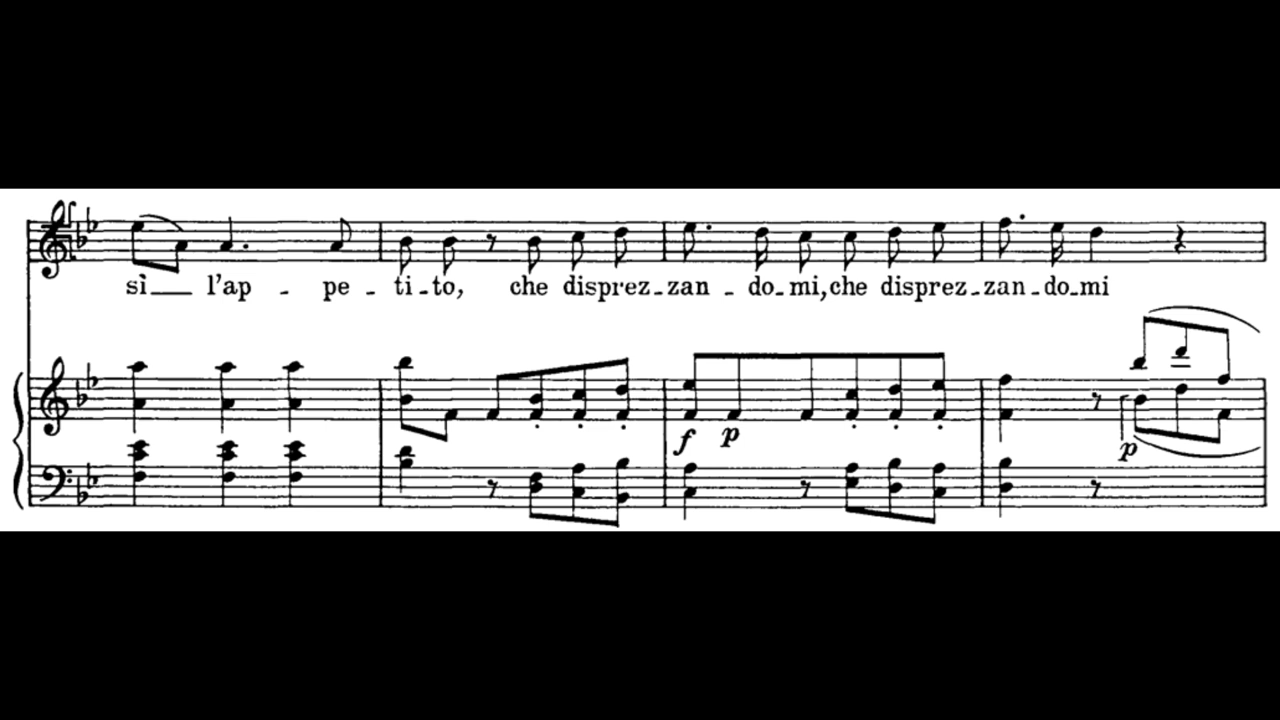 sì l'ap - pe - ti - to, che disprez - zan - do - mi, che disprez - zan - do - mi
f p
p